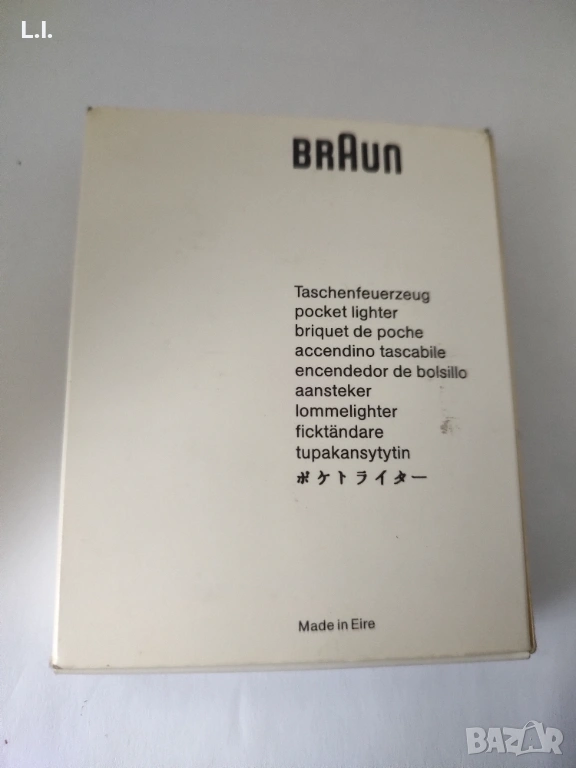 L.I.
BRAUN
Taschenfeuerzeug
pocket lighter
briquet de poche
accendino tascabile
encendedor de bolsillo
aansteker
lommelighter
ficktändare
tupakansytytin
ポケトライター
Made in Eire
BAZAR